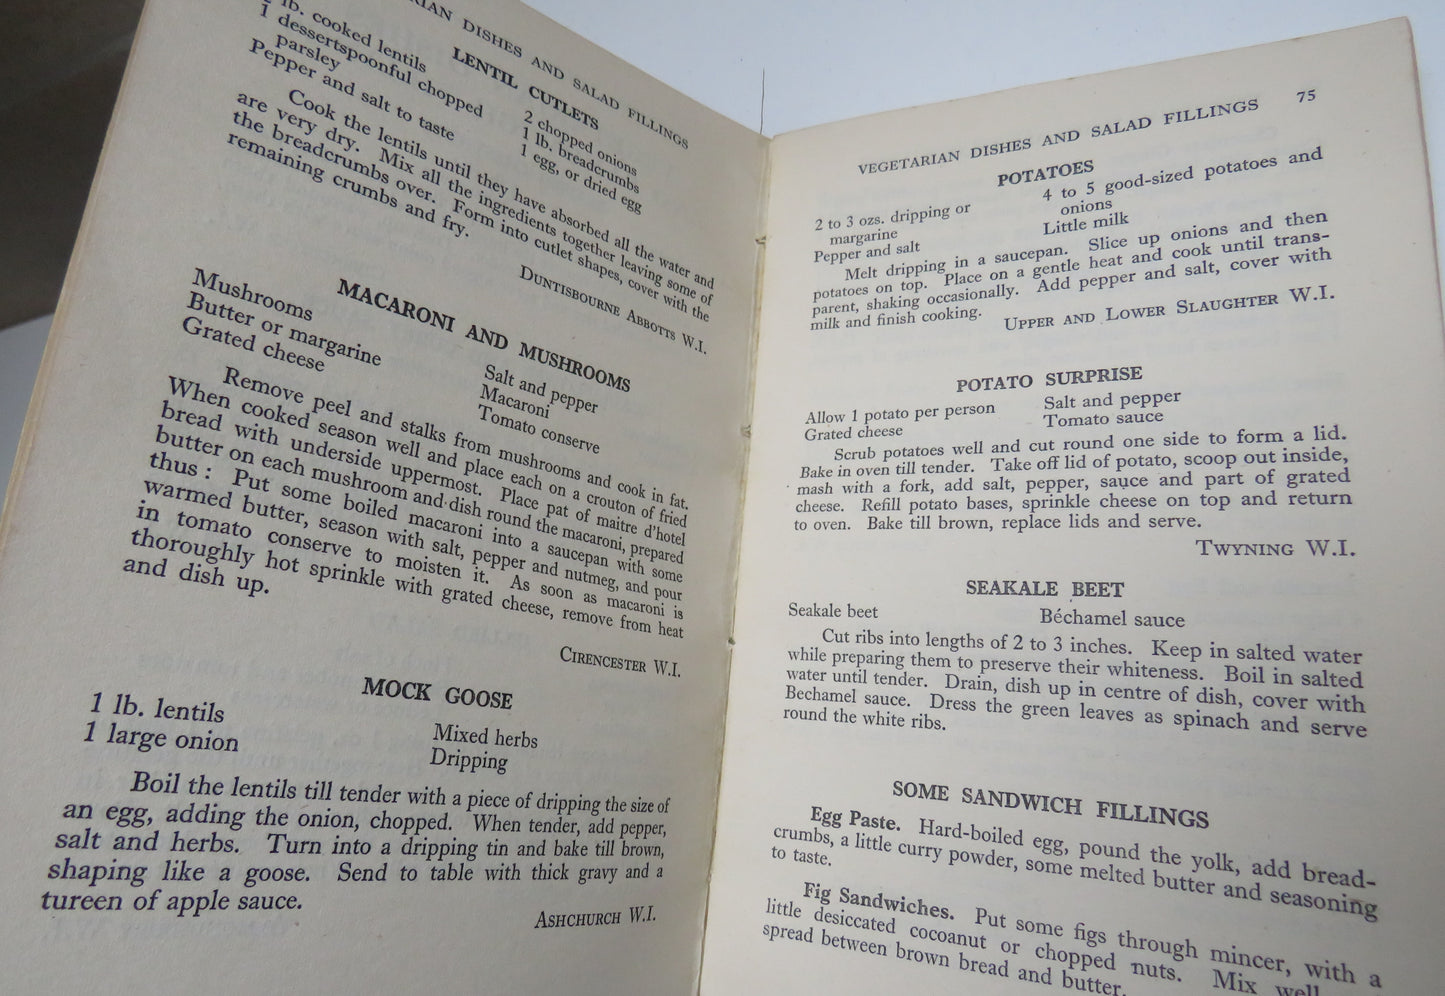 VEGETARIAN DISHES AND SALAD FILLINGS
LENTIL CUTLETS
lb. cooked lentils
1 dessertspoonful chopped
parsley
Pepper and salt to taste
2 chopped onions
1 lb. breadcrumbs
1 egg, or dried egg
Cook the lentils until they have absorbed all the water and
are very dry. Mix all the ingredients together leaving some of
the breadcrumbs over. Form into cutlet shapes, cover with the
remaining crumbs and fry.
DUNTISBOURNE ABBOTTS W.I.
MACARONI AND MUSHROOMS
Mushrooms
Butter or margarine
Grated cheese
Salt and pepper
Macaroni
Tomato conserve
Remove peel and stalks from mushrooms and cook in fat.
When cooked season well and place each on a crouton of fried
bread with underside uppermost. Place pat of maitre d'hotel
butter on each mushroom and dish round the macaroni, prepared
thus : Put some boiled macaroni into a saucepan with some
warmed butter, season with salt, pepper and nutmeg, and pour
in tomato conserve to moisten it. As soon as macaroni is
thoroughly hot sprinkle with grated cheese, remove from heat
and dish up.
CIRENCESTER W.I.
MOCK GOOSE
1 lb. lentils
1 large onion
Mixed herbs
Dripping
Boil the lentils till tender with a piece of dripping the size of
an egg, adding the onion, chopped. When tender, add pepper,
salt and herbs. Turn into a dripping tin and bake till brown,
shaping like a goose. Send to table with thick gravy and a
tureen of apple sauce.
ASHCHURCH W.I.
VEGETARIAN DISHES AND SALAD FILLINGS 75
POTATOES
2 to 3 ozs. dripping or
margarine
Pepper and salt
4 to 5 good-sized potatoes and
onions
Little milk
Melt dripping in a saucepan. Slice up onions and then
potatoes on top. Place on a gentle heat and cook until trans-
parent, shaking occasionally. Add pepper and salt, cover with
milk and finish cooking.
UPPER AND LOWER SLAUGHTER W.I.
POTATO SURPRISE
Allow 1 potato per person
Grated cheese
Salt and pepper
Tomato sauce
Scrub potatoes well and cut round one side to form a lid.
Bake in oven till tender. Take off lid of potato, scoop out inside,
mash with a fork, add salt, pepper, sauce and part of grated
cheese. Refill potato bases, sprinkle cheese on top and return
to oven. Bake till brown, replace lids and serve.
TWYNING W.I.
SEAKALE BEET
Seakale beet
Béchamel sauce
Cut ribs into lengths of 2 to 3 inches. Keep in salted water
while preparing them to preserve their whiteness. Boil in salted
water until tender. Drain, dish up in centre of dish, cover with
Bechamel sauce. Dress the green leaves as spinach and serve
round the white ribs.
SOME SANDWICH FILLINGS
Egg Paste. Hard-boiled egg, pound the yolk, add bread-
crumbs, a little curry powder, some melted butter and seasoning
to taste.
Fig Sandwiches. Put some figs through mincer, with a
little desiccated cocoanut or chopped nuts. Mix well
spread between brown bread and butter.